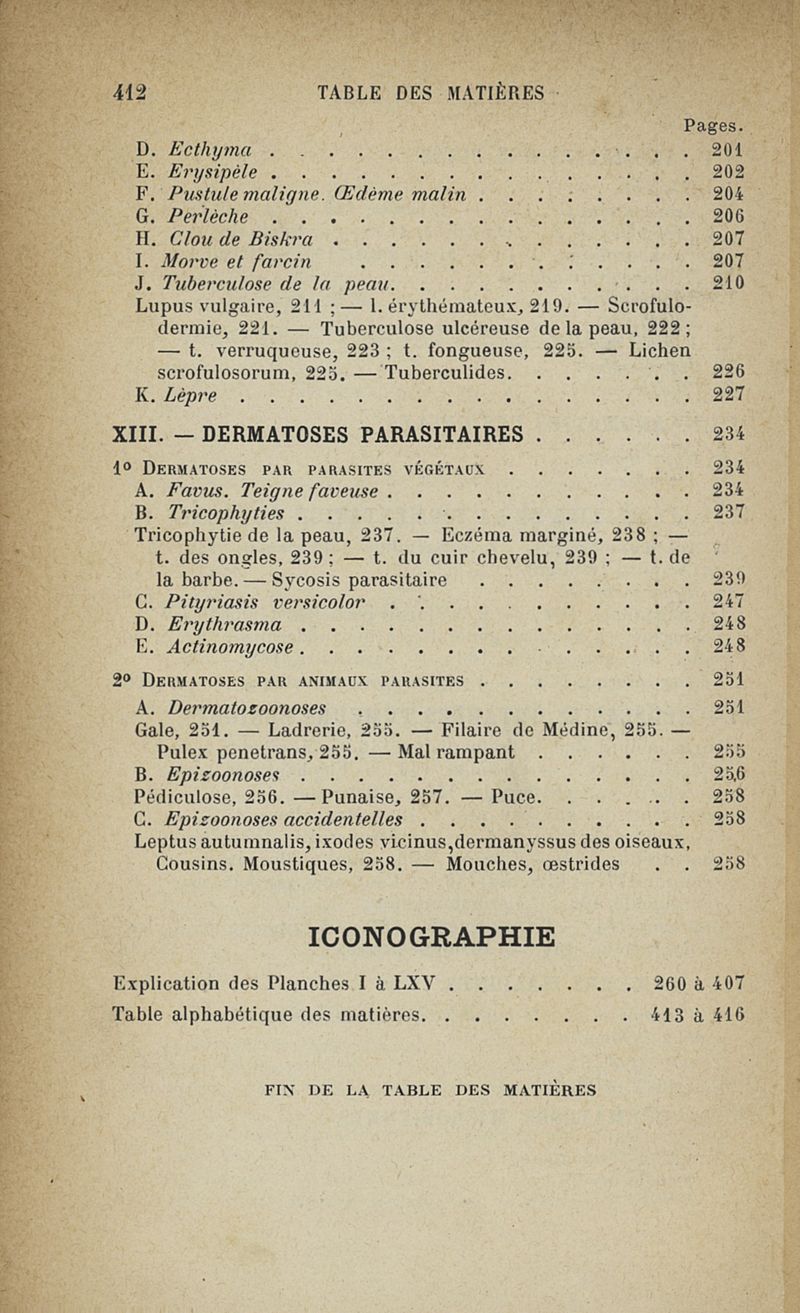 412 TABLE DES MATIÈRES
Pages.
D. Ecthyma . . . . . . . . . . . . . . . 201
E. Erysipèle . . . . . . . . . . . . . . . 202
F. Pustule maligne. Œdème malin . . . . . . . . 204
G. Perlèche . . . . . . . . . . . . . . . 206
H. Clou de Biskra . . . . . . . . . . . . . 207
I. Morve et farcin . . . . . . . . . . . . 207
J. Tuberculose de la peau. . . . . . . . . . . 210
Lupus vulgaire, 211 ; — l. érythémateux, 219. — Scrofulo-
dermie, 221. — Tuberculose ulcéreuse de la peau, 222 ;
— t. verruqueuse, 223 ; t. fongueuse, 225. — Lichen
scrofulosorum, 225. — Tuberculides. . . . . . . 226
K. Lèpre . . . . . . . . . . . . . . . . 227
XIII. — DERMATOSES PARASITAIRES . . . . . . 234
1° DERMATOSES PAR PARASITES VÉGÉTAUX . . . . . . . 234
A. Favus. Teigne faveuse . . . . . . . . . . . 234
B. Tricophyties . . . . . . . . . . . . . . 237
Tricophytie de la peau, 237. — Eczéma marginé, 238 ; —
t. des ongles, 239 ; — t. du cuir chevelu, 239 ; — t. de
la barbe. — Sycosis parasitaire . . . . . . . . 239
C. Pityriasis versicolor . . . . . . . . . . . 247
D. Erythrasma . . . . . . . . . . . . . . 248
E. Actinomycose . . . . . . . . . . . . . . 248
2° DERMATOSES PAR ANIMAUX PARASITES . . . . . . . . 251
A. Dermatozoonoses . . . . . . . . . . . . 251
Gale, 251. — Ladrerie, 255. — Filaire de Médine, 255. —
Pulex penetrans, 255. — Mal rampant . . . . . . 255
B. Epizoonoses . . . . . . . . . . . . . . 256
Pédiculose, 256. — Punaise, 257. — Puce. . . . . . . 258
C. Epizoonoses accidentelles . . . . . . . . . . 258
Leptus autumnalis, ixodes vicinus, dermanyssus des oiseaux,
Cousins. Moustiques, 258. — Mouches, œstrides . . 258
ICONOGRAPHIE
Explication des Planches I à LXV . . . . . . . 260 à 407
Table alphabétique des matières. . . . . . . . 413 à 416
FIN DE LA TABLE DES MATIÈRES